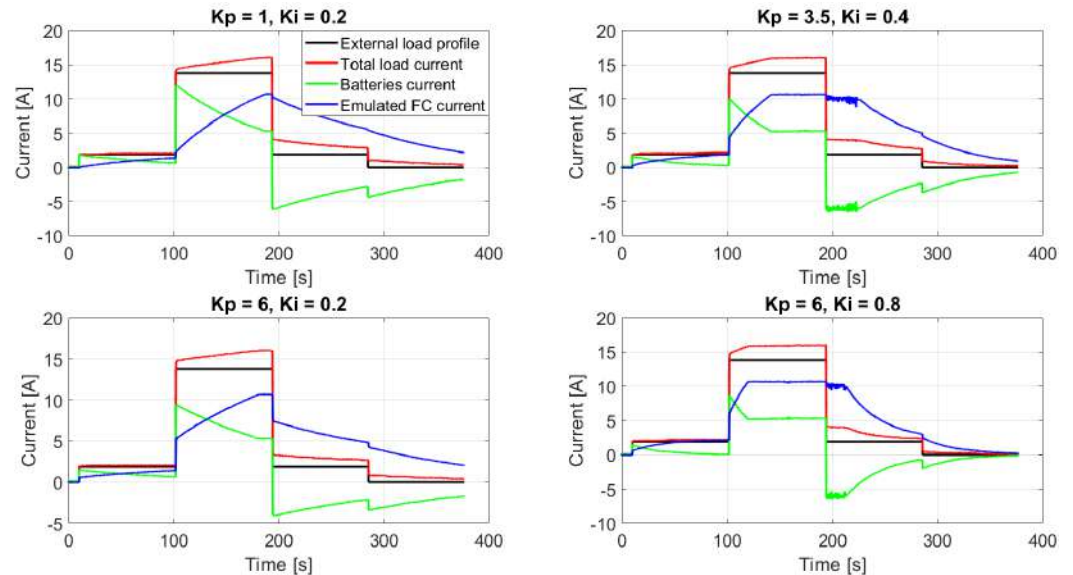 Kp = 1, Ki = 0.2
20
15
10
5
0
-5
-10
Current [A]
External load profile
Total load current
Batteries current
Emulated FC current
0 100 200 300 400
Time [s]
Kp = 3.5, Ki = 0.4
20
15
10
5
0
-5
-10
Current [A]
0 100 200 300 400
Time [s]
Kp = 6, Ki = 0.2
20
15
10
5
0
-5
Current [A]
0 100 200 300 400
Time [s]
Kp = 6, Ki = 0.8
20
15
10
5
0
-5
-10
Current [A]
0 100 200 300 400
Time [s]